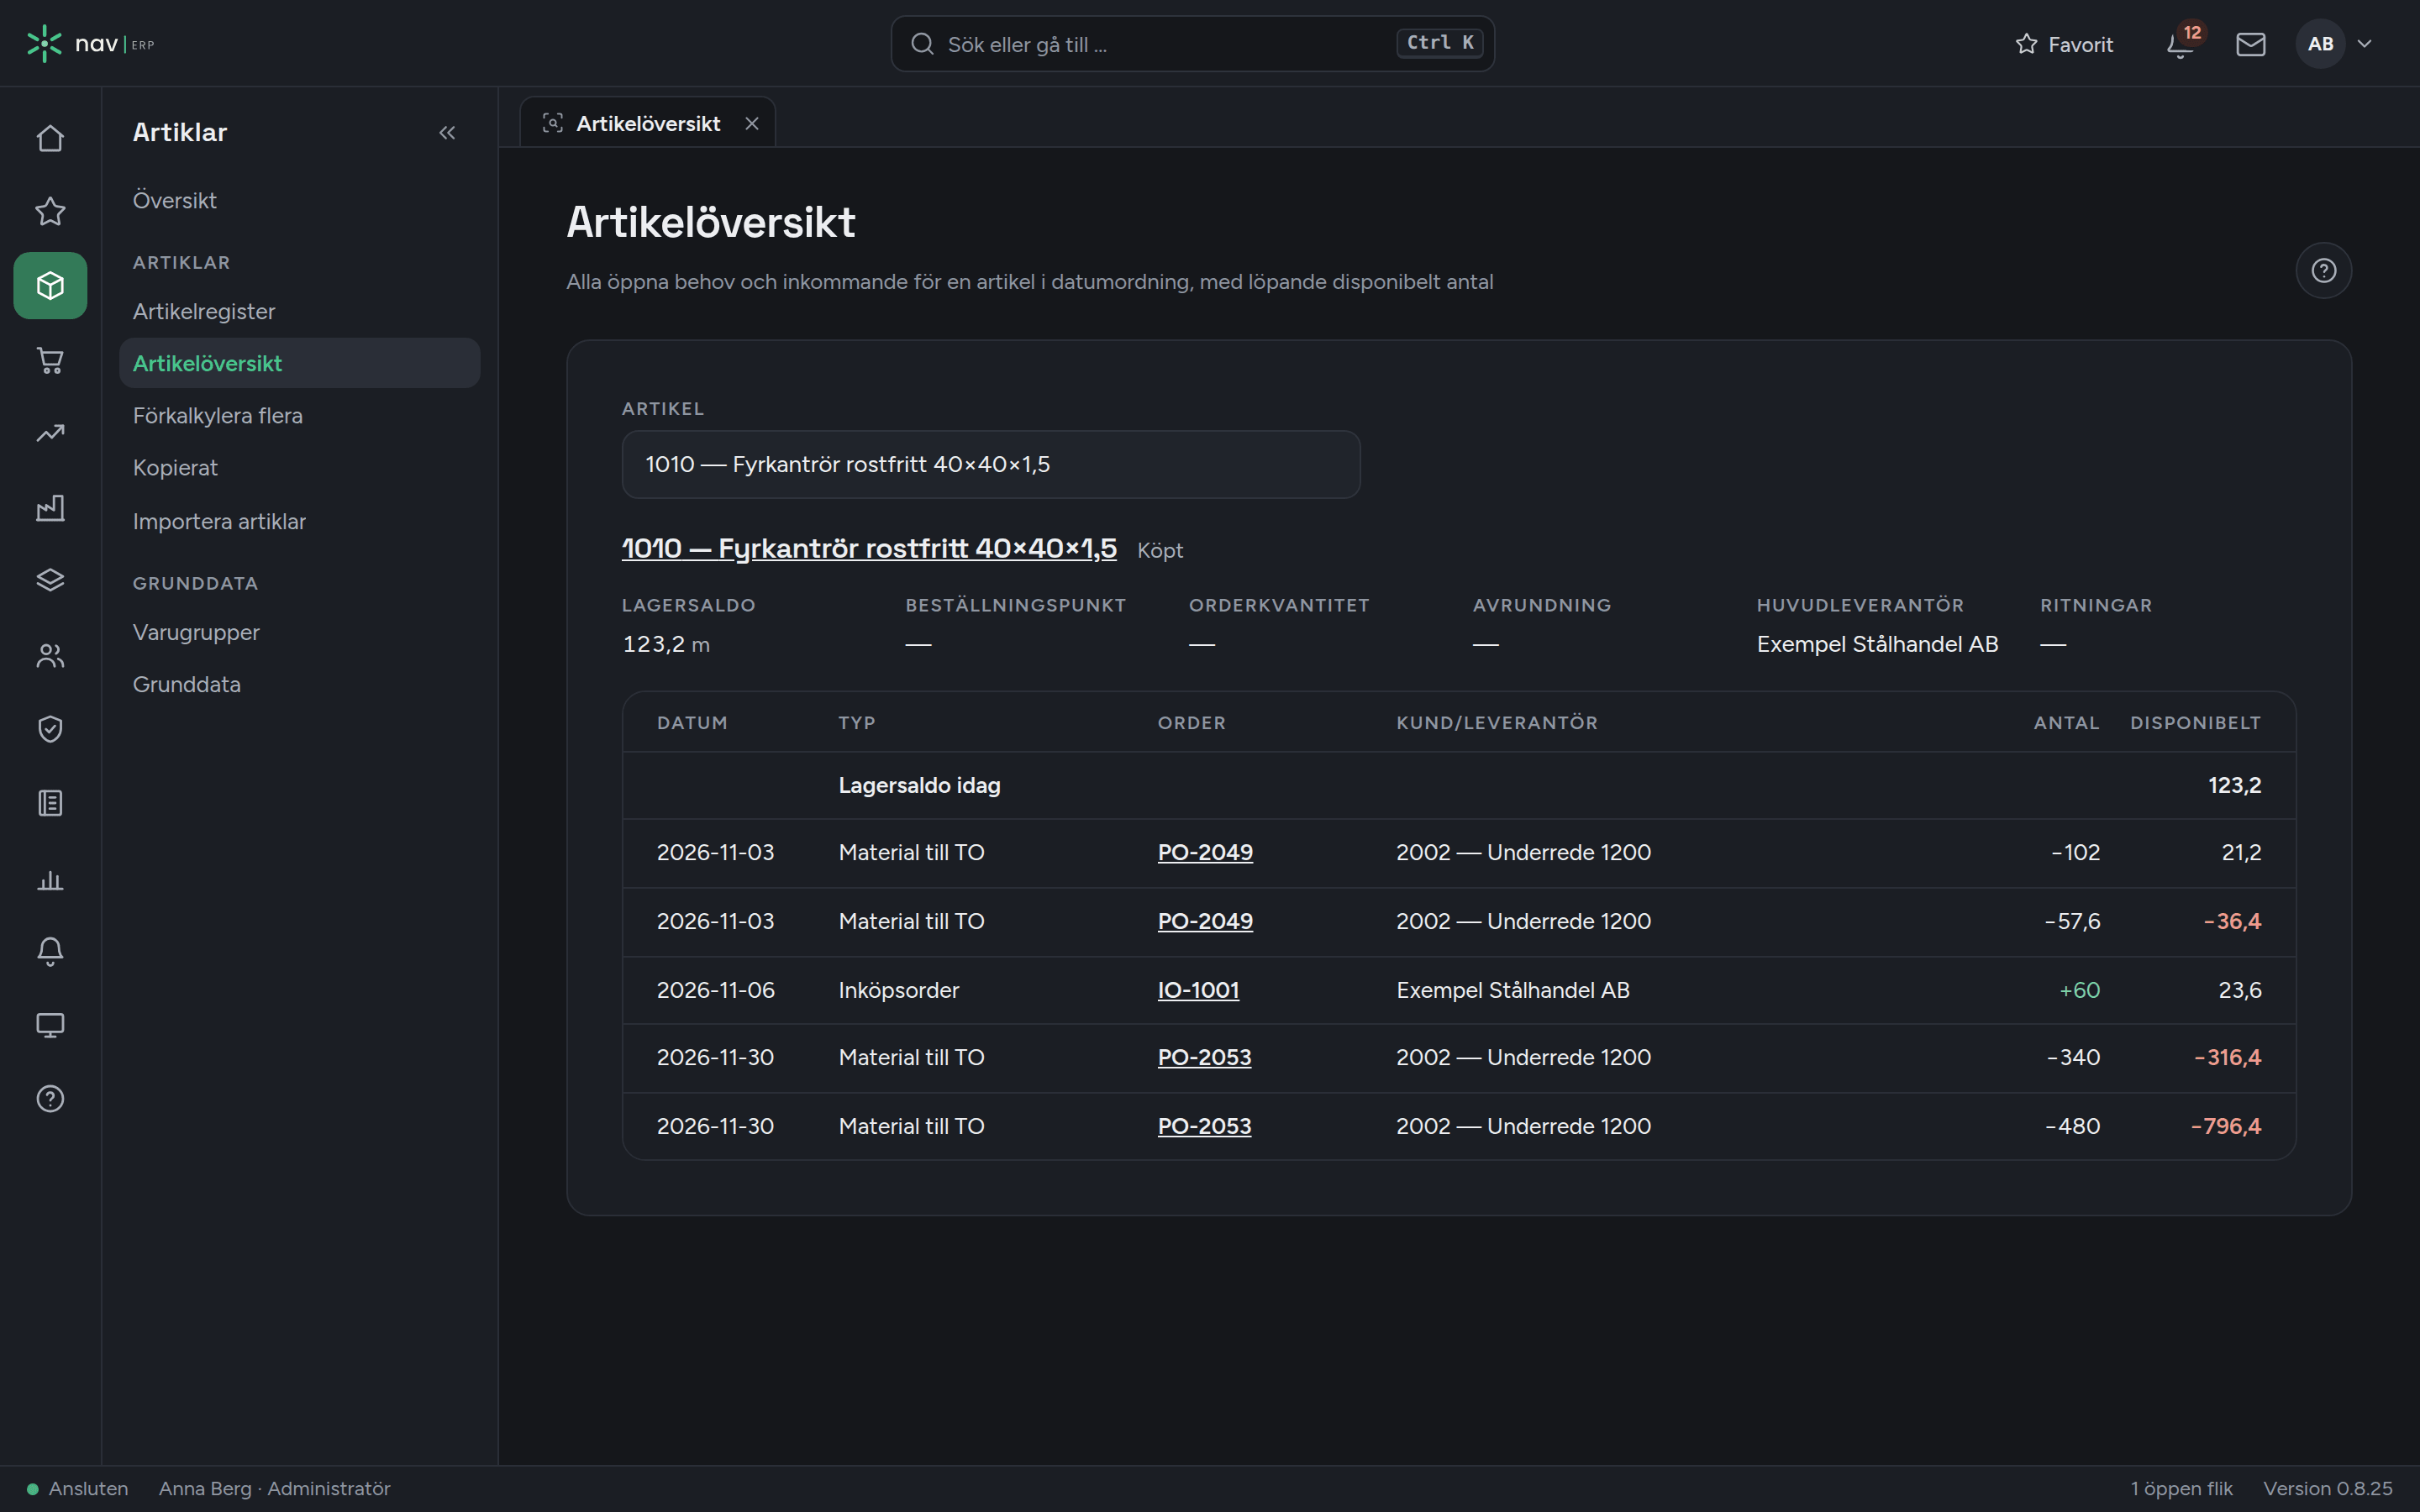 nav | ERP
Sök eller gå till ...
Ctrl K
Favorit
12
AB
Artiklar
Översikt
ARTIKLAR
Artikelregister
Artikelöversikt
Förkalkylera flera
Kopierat
Importera artiklar
GRUNDDATA
Varugrupper
Grunddata
Artikelöversikt
Artikelöversikt
Alla öppna behov och inkommande för en artikel i datumordning, med löpande disponibelt antal
ARTIKEL
1010 — Fyrkantrör rostfritt 40×40×1,5
1010 — Fyrkantrör rostfritt 40×40×1,5 Köpt
LAGERSALDO BESTÄLLNINGSPUNKT ORDERKVANTITET AVRUNDNING HUVUDLEVERANTÖR RITNINGAR
123,2 m — — — Exempel Stålhandel AB —
DATUM TYP ORDER KUND/LEVERANTÖR ANTAL DISPONIBELT
Lagersaldo idag 123,2
2026-11-03 Material till TO PO-2049 2002 — Underrede 1200 −102 21,2
2026-11-03 Material till TO PO-2049 2002 — Underrede 1200 −57,6 −36,4
2026-11-06 Inköpsorder IO-1001 Exempel Stålhandel AB +60 23,6
2026-11-30 Material till TO PO-2053 2002 — Underrede 1200 −340 −316,4
2026-11-30 Material till TO PO-2053 2002 — Underrede 1200 −480 −796,4
Ansluten Anna Berg · Administratör 1 öppen flik Version 0.8.25